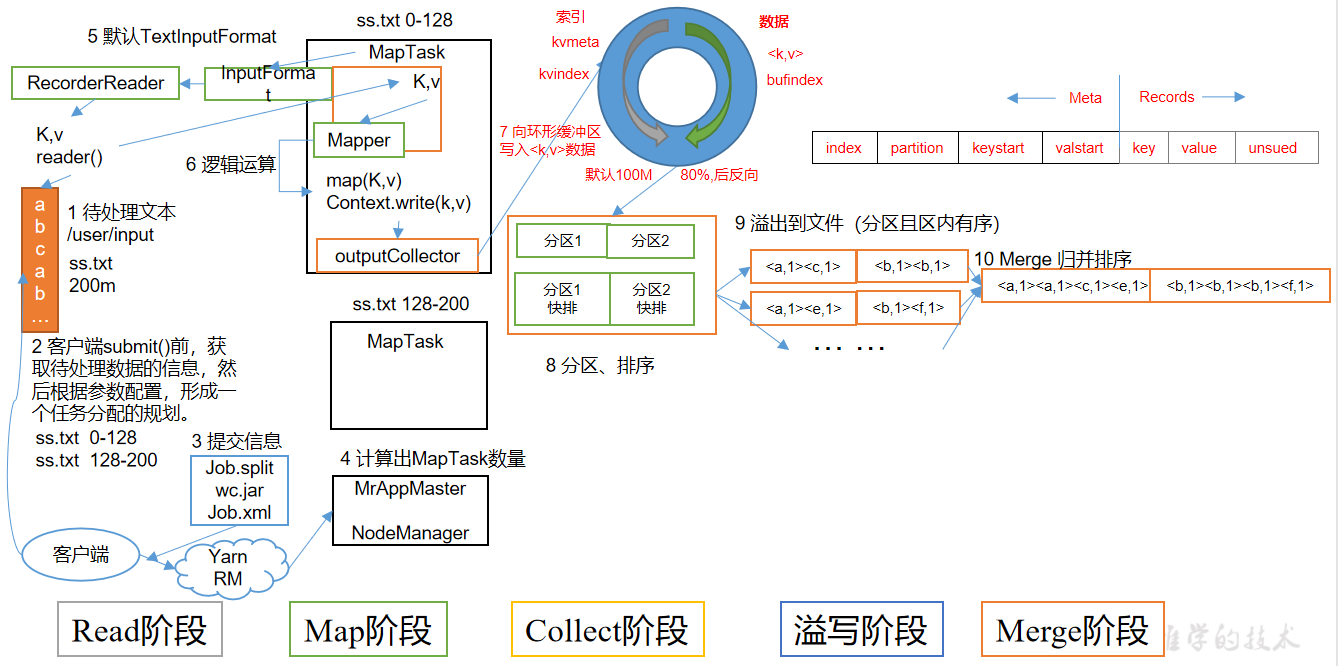 5 默认TextInputFormat
RecorderReader
InputForma
t
K,v
reader()
a
b
c
a
b
...
1 待处理文本
/user/input
ss.txt
200m
2 客户端submit()前，获
取待处理数据的信息，然
后根据参数配置，形成一
个任务分配的规划。
ss.txt 0-128
ss.txt 128-200
3 提交信息
Job.split
wc.jar
Job.xml
客户端
Yarn
RM
4 计算出MapTask数量
MrAppMaster
NodeManager
ss.txt 0-128
MapTask
K,v
Mapper
6 逻辑运算
map(K,v)
Context.write(k,v)
outputCollector
ss.txt 128-200
MapTask
索引
kvmeta
kvindex
数据
<k,v>
bufindex
7 向环形缓冲区
写入<k,v>数据
默认100M
80%,后反向
Meta
Records
index partition keystart valstart key value unsued
分区1 分区2
分区1
快排
分区2
快排
8 分区、排序
9 溢出到文件（分区且区内有序）
<a,1><c,1> <b,1><b,1>
<a,1><e,1> <b,1><f,1>
... ...
10 Merge 归并排序
<a,1><a,1><c,1><e,1> <b,1><b,1><b,1><f,1>
Read阶段
Map阶段
Collect阶段
溢写阶段
Merge阶段
学的技术